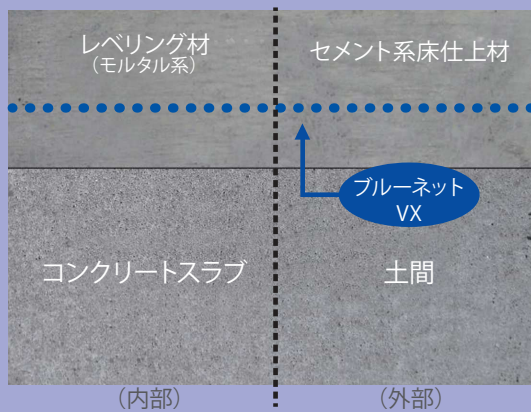 レベリング材
（モルタル系）
セメント系床仕上材
ブルーネット
VX
コンクリートスラブ
土間
（内部）
（外部）